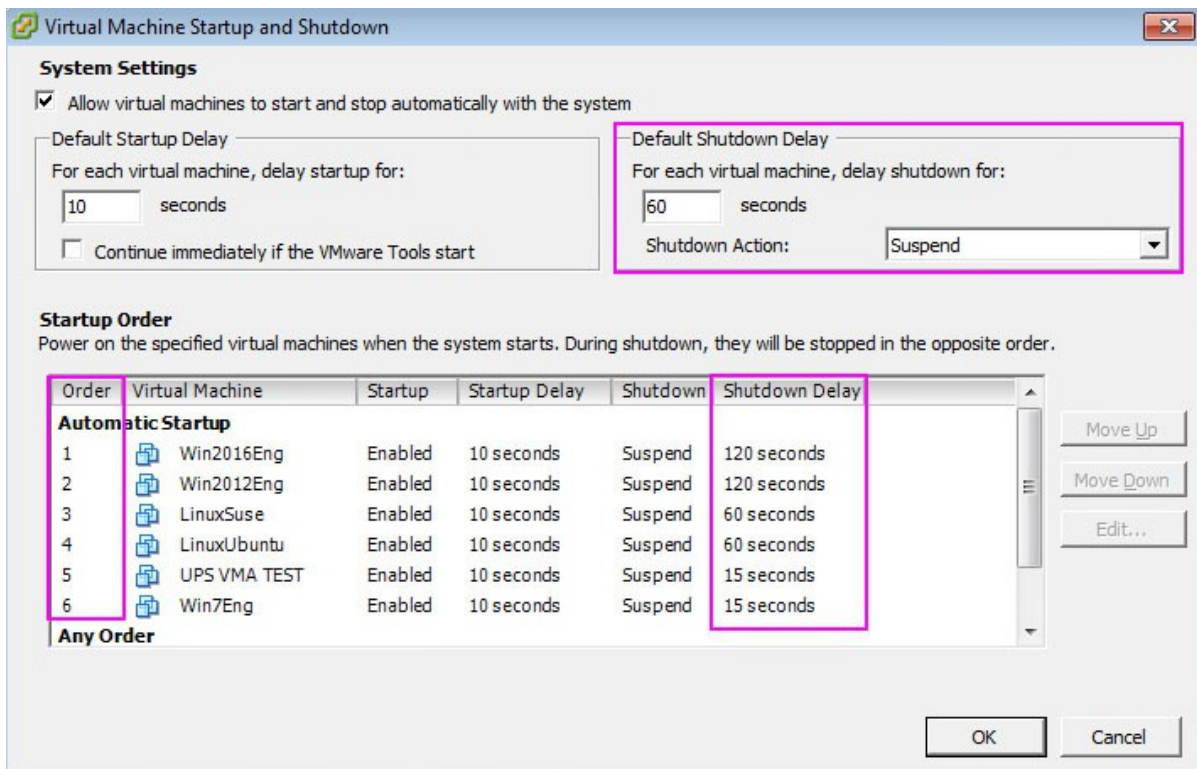 Virtual Machine Startup and Shutdown
System Settings
Allow virtual machines to start and stop automatically with the system
Default Startup Delay
For each virtual machine, delay startup for:
10 seconds
Continue immediately if the VMware Tools start
Default Shutdown Delay
For each virtual machine, delay shutdown for:
60 seconds
Shutdown Action: Suspend
Startup Order
Power on the specified virtual machines when the system starts. During shutdown, they will be stopped in the opposite order.
Order Virtual Machine Startup Startup Delay Shutdown Shutdown Delay
Automatic Startup
1 Win2016Eng Enabled 10 seconds Suspend 120 seconds
2 Win2012Eng Enabled 10 seconds Suspend 120 seconds
3 LinuxSuse Enabled 10 seconds Suspend 60 seconds
4 LinuxUbuntu Enabled 10 seconds Suspend 60 seconds
5 UPS VMA TEST Enabled 10 seconds Suspend 15 seconds
6 Win7Eng Enabled 10 seconds Suspend 15 seconds
Any Order
Move Up
Move Down
Edit...
OK Cancel